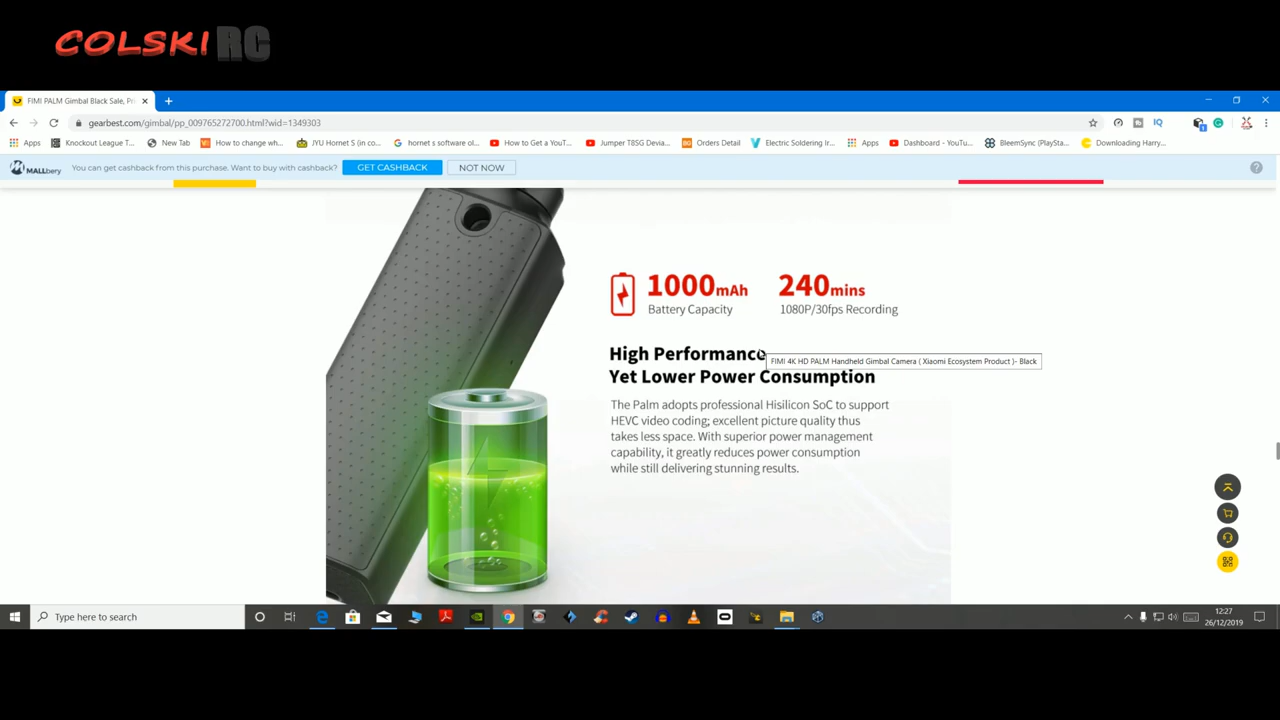 COLSKI RC
FIMI PALM Gimbal Black Sale, Pri
gearbest.com/gimbal/pp_009765272700.html?wid=1349303
Apps Knockout League T... New Tab How to change wh... JYU Hornet S (in co... hornet s software ol... How to Get a YouT... Jumper T8SG Devia... Orders Detail Electric Soldering Ir... Apps Dashboard - YouTu... BleemSync (PlaySta... Downloading Harry...
MALLbery You can get cashback from this purchase. Want to buy with cashback? GET CASHBACK NOT NOW
1000mAh 240mins
Battery Capacity 1080P/30fps Recording
High Performance
FIMI 4K HD PALM Handheld Gimbal Camera ( Xiaomi Ecosystem Product )- Black
Yet Lower Power Consumption
The Palm adopts professional Hisilicon SoC to support
HEVC video coding; excellent picture quality thus
takes less space. With superior power management
capability, it greatly reduces power consumption
while still delivering stunning results.
Type here to search
12:27
26/12/2019